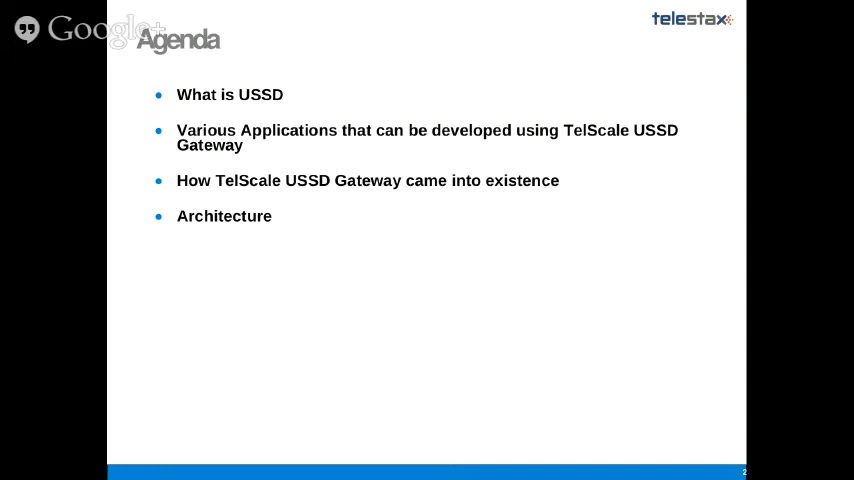 Google+
telestax
Agenda
What is USSD
Various Applications that can be developed using TelScale USSD
Gateway
How TelScale USSD Gateway came into existence
Architecture
2